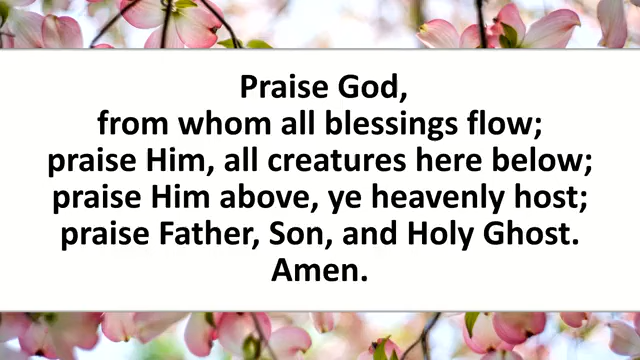 Praise God,
from whom all blessings flow;
praise Him, all creatures here below;
praise Him above, ye heavenly host;
praise Father, Son, and Holy Ghost.
Amen.